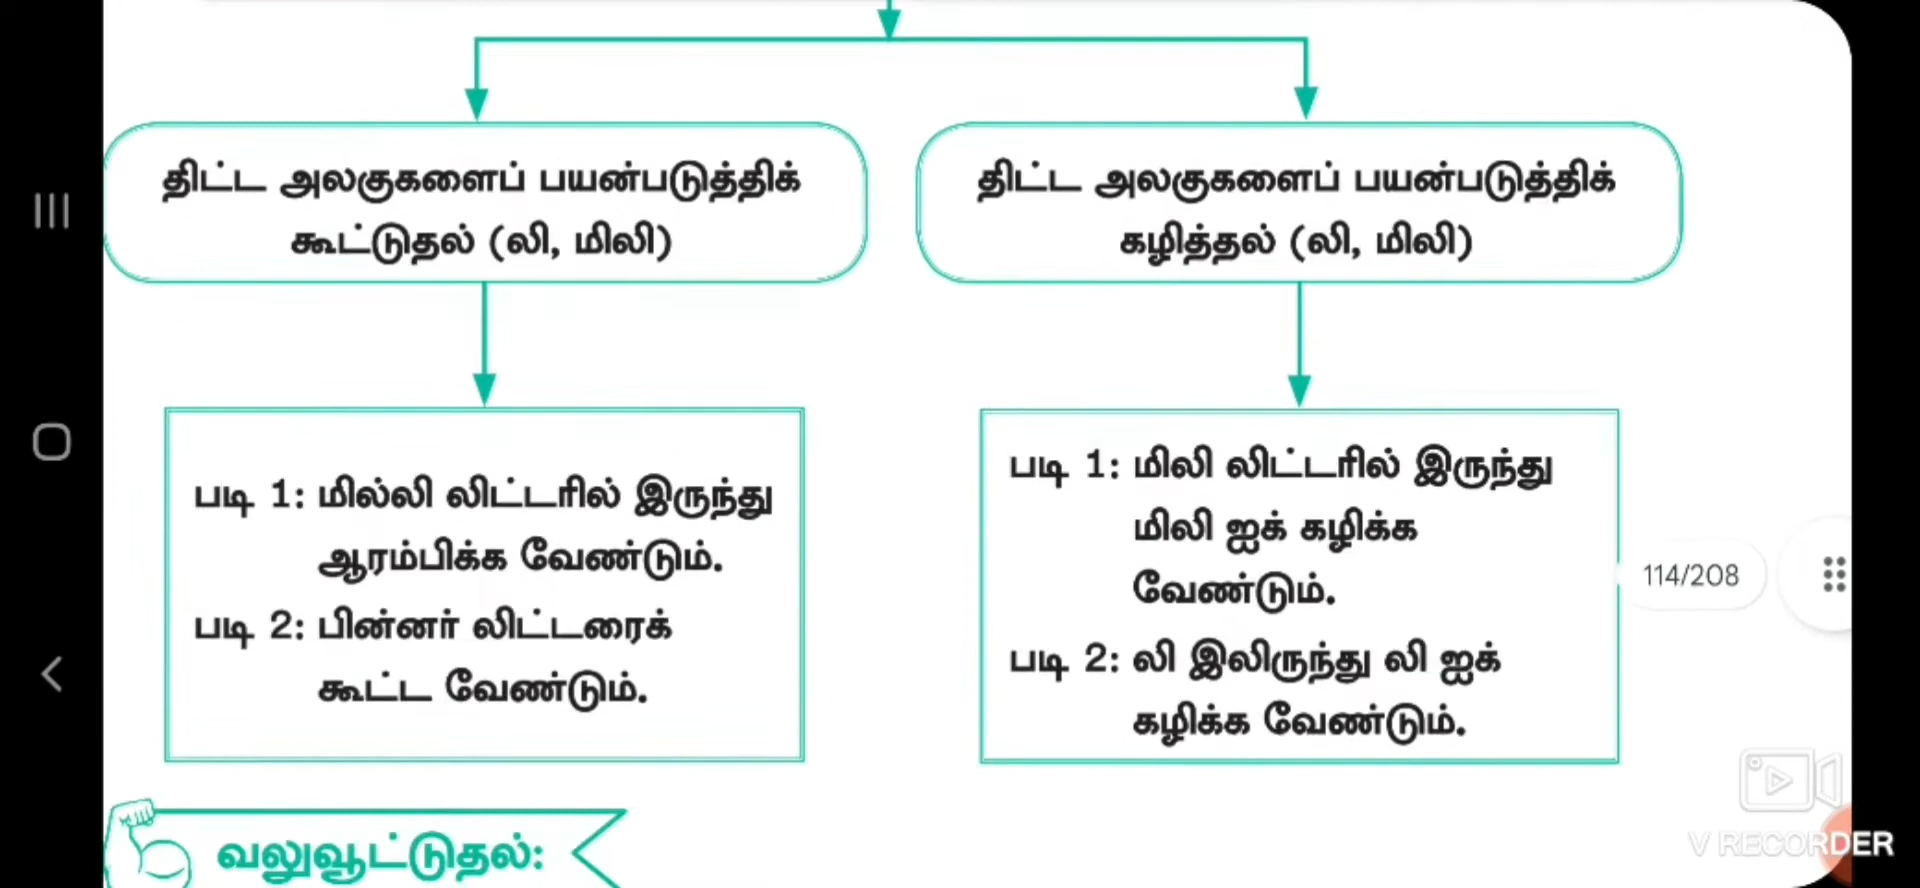 திட்ட அலகுகளைப் பயன்படுத்திக்
கூட்டுதல் (லி, மிலி)
திட்ட அலகுகளைப் பயன்படுத்திக்
கழித்தல் (லி, மிலி)
படி 1: மில்லி லிட்டரில் இருந்து
ஆரம்பிக்க வேண்டும்.
படி 2: பின்னர் லிட்டரைக்
கூட்ட வேண்டும்.
படி 1: மிலி லிட்டரில் இருந்து
மிலி ஐக் கழிக்க
வேண்டும்.
படி 2: லி இலிருந்து லி ஐக்
கழிக்க வேண்டும்.
114/208
வலுவூட்டுதல்:
V RECORDER